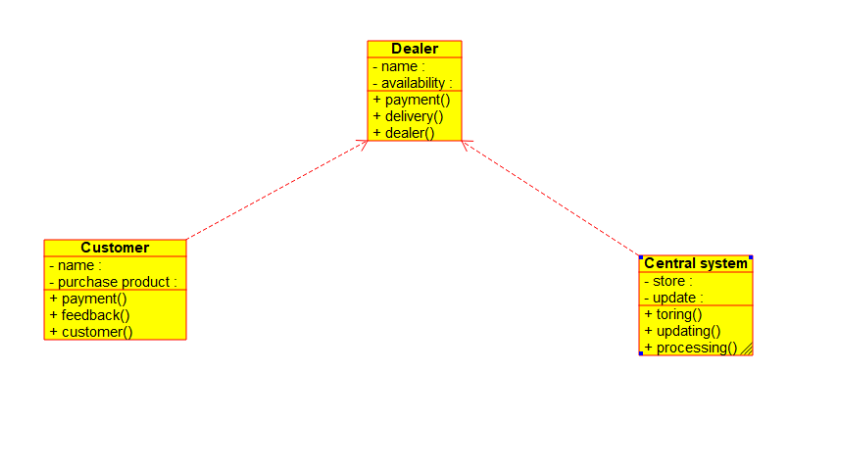 Dealer
- name :
- availability :
+ payment()
+ delivery()
+ dealer()
Customer
- name :
- purchase product :
+ payment()
+ feedback()
+ customer()
Central system
- store :
- update :
+ toring()
+ updating()
+ processing()